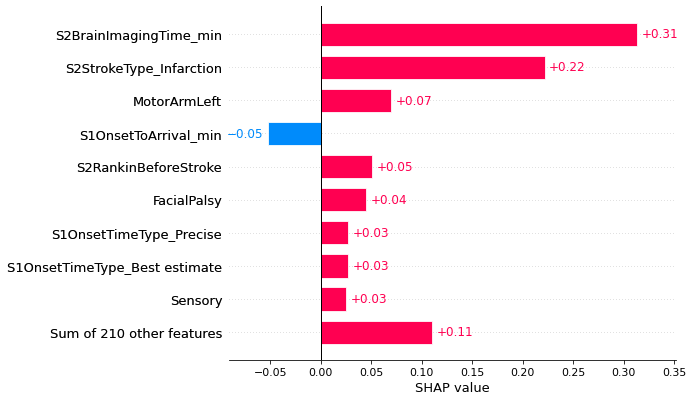 S2BrainImagingTime_min +0.31
S2StrokeType_Infarction +0.22
MotorArmLeft +0.07
S1OnsetToArrival_min −0.05
S2RankinBeforeStroke +0.05
FacialPalsy +0.04
S1OnsetTimeType_Precise +0.03
S1OnsetTimeType_Best estimate +0.03
Sensory +0.03
Sum of 210 other features +0.11
−0.05 0.00 0.05 0.10 0.15 0.20 0.25 0.30 0.35
SHAP value